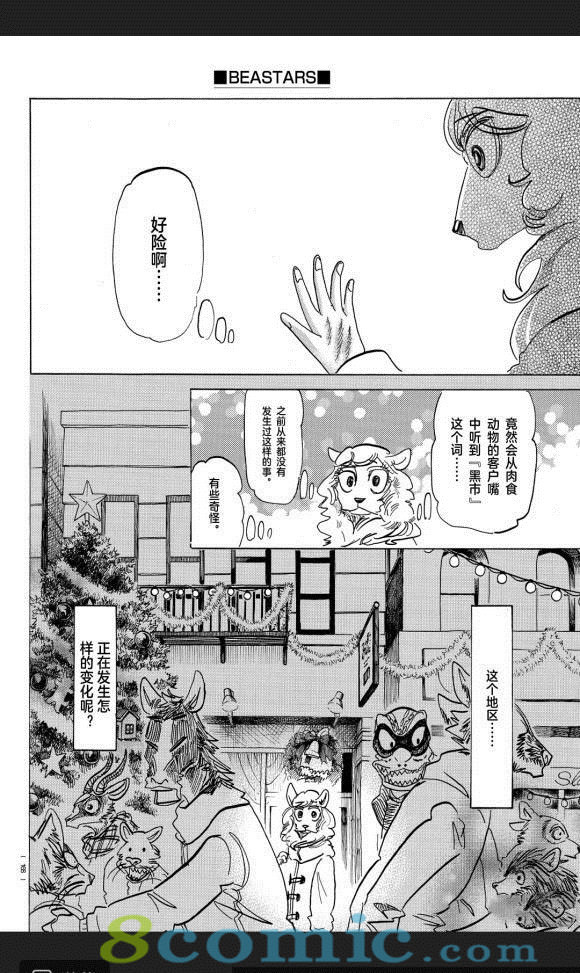 ■BEASTARS■
好险啊……
竟然会从肉食
动物的客户嘴
中听到『黑市』
这个词……
之前从来都没有
发生过这样的事。
有些奇怪。
这个地区……
正在发生怎
样的变化呢？
8comic.com